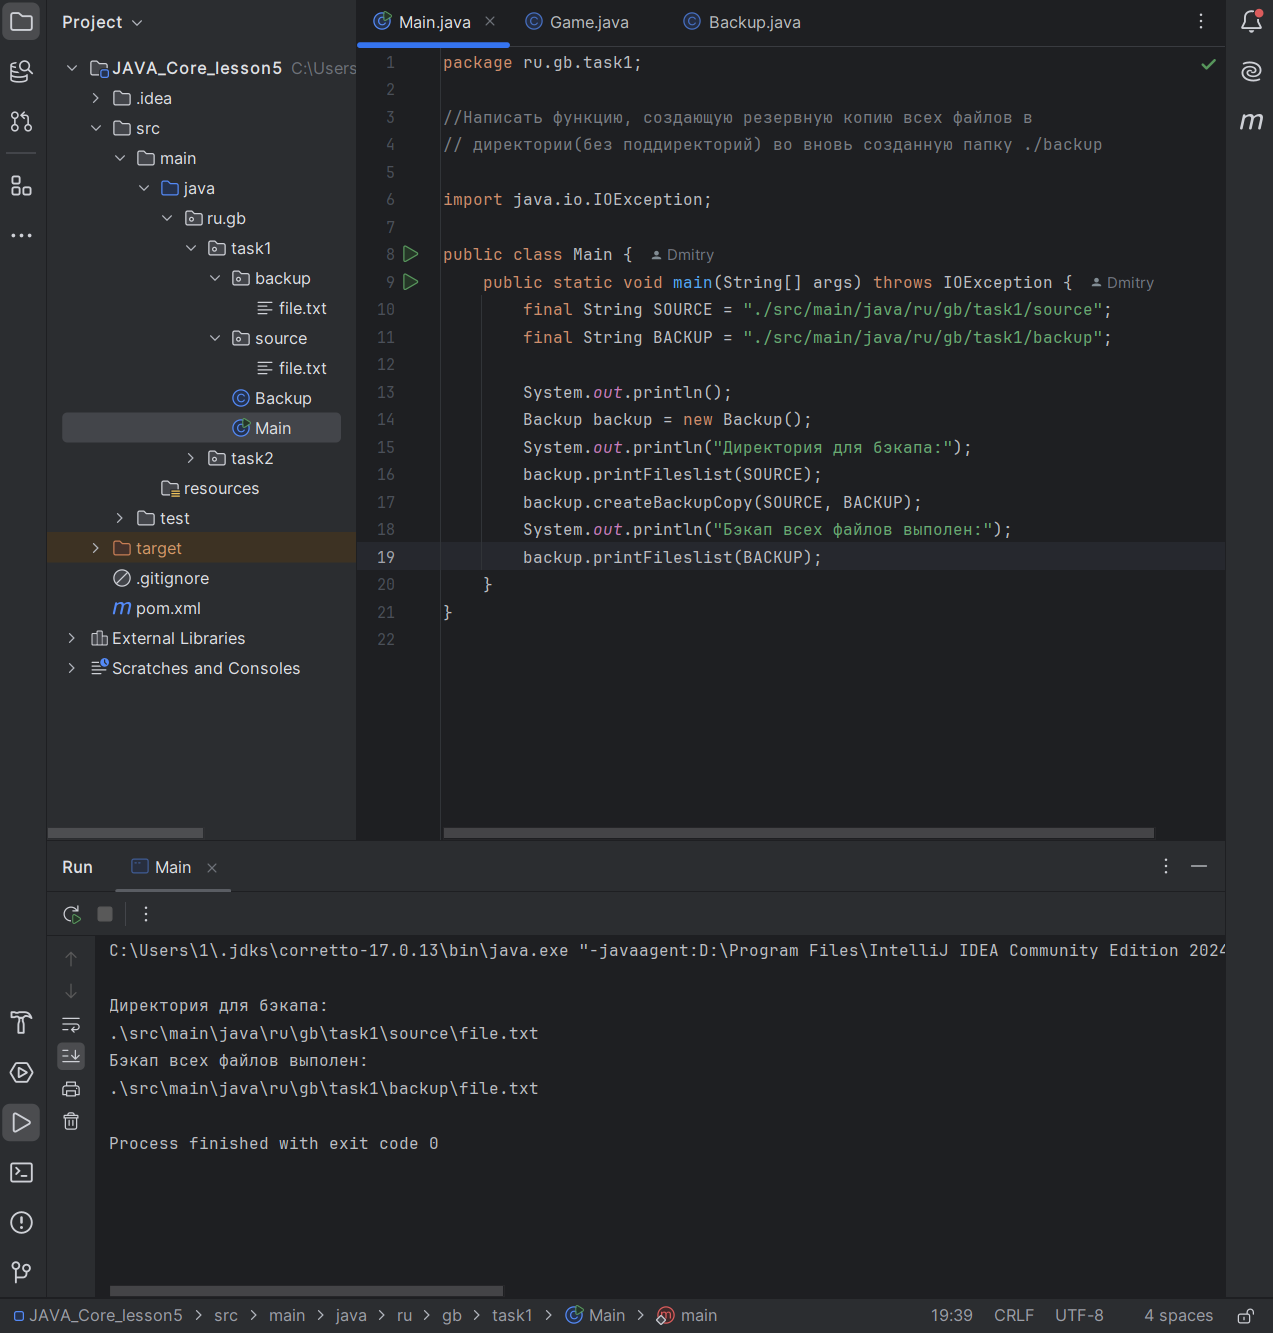 Project
JAVA_Core_lesson5 C:\Users
.idea
src
main
java
ru.gb
task1
backup
file.txt
source
file.txt
Backup
Main
task2
resources
test
target
.gitignore
pom.xml
External Libraries
Scratches and Consoles
Main.java Game.java Backup.java
1 package ru.gb.task1;
2
3 //Написать функцию, создающую резервную копию всех файлов в
4 // директории(без поддиректорий) во вновь созданную папку ./backup
5
6 import java.io.IOException;
7
8 public class Main { Dmitry
9 public static void main(String[] args) throws IOException { Dmitry
10 final String SOURCE = "./src/main/java/ru/gb/task1/source";
11 final String BACKUP = "./src/main/java/ru/gb/task1/backup";
12
13 System.out.println();
14 Backup backup = new Backup();
15 System.out.println("Директория для бэкапа:");
16 backup.printFileslist(SOURCE);
17 backup.createBackupCopy(SOURCE, BACKUP);
18 System.out.println("Бэкап всех файлов выполен:");
19 backup.printFileslist(BACKUP);
20 }
21 }
22
Run Main
C:\Users\1\.jdks\corretto-17.0.13\bin\java.exe "-javaagent:D:\Program Files\IntelliJ IDEA Community Edition 2024
Директория для бэкапа:
.\src\main\java\ru\gb\task1\source\file.txt
Бэкап всех файлов выполен:
.\src\main\java\ru\gb\task1\backup\file.txt
Process finished with exit code 0
JAVA_Core_lesson5 > src > main > java > ru > gb > task1 > Main > main 19:39 CRLF UTF-8 4 spaces